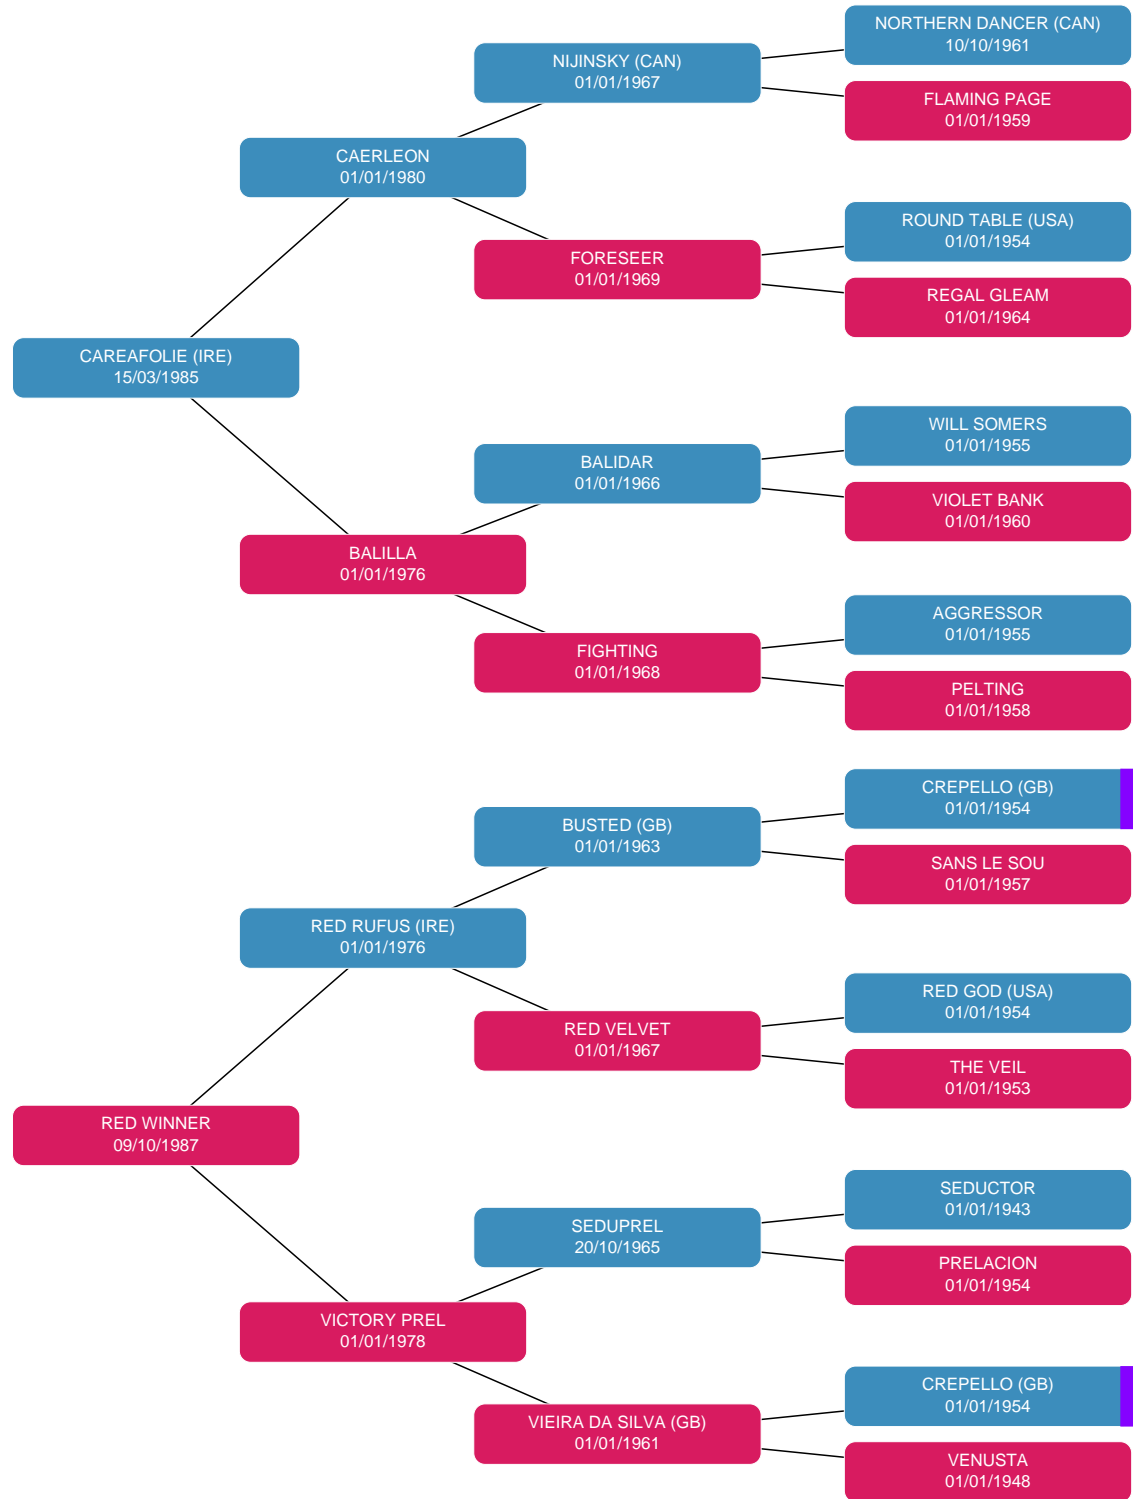 NORTHERN DANCER (CAN)
10/10/1961
NIJINSKY (CAN)
01/01/1967
FLAMING PAGE
01/01/1959
CAERLEON
01/01/1980
ROUND TABLE (USA)
01/01/1954
FORESEER
01/01/1969
REGAL GLEAM
01/01/1964
CAREAFOLIE (IRE)
15/03/1985
WILL SOMERS
01/01/1955
BALIDAR
01/01/1966
VIOLET BANK
01/01/1960
BALILLA
01/01/1976
AGGRESSOR
01/01/1955
FIGHTING
01/01/1968
PELTING
01/01/1958
CREPELLO (GB)
01/01/1954
BUSTED (GB)
01/01/1963
SANS LE SOU
01/01/1957
RED RUFUS (IRE)
01/01/1976
RED GOD (USA)
01/01/1954
RED VELVET
01/01/1967
THE VEIL
01/01/1953
RED WINNER
09/10/1987
SEDUCTOR
01/01/1943
SEDUPREL
20/10/1965
PRELACION
01/01/1954
VICTORY PREL
01/01/1978
CREPELLO (GB)
01/01/1954
VIEIRA DA SILVA (GB)
01/01/1961
VENUSTA
01/01/1948